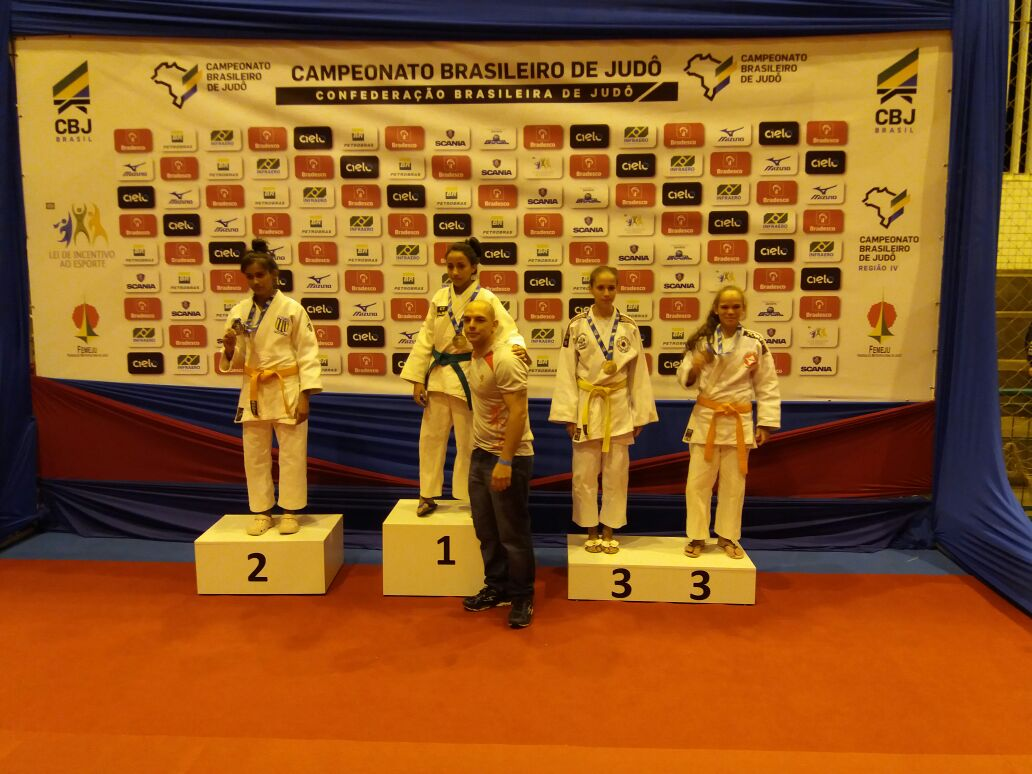 CAMPEONATO BRASILEIRO DE JUDÔ
CONFEDERAÇÃO BRASILEIRA DE JUDÔ
CBJ
BRASIL
CAMPEONATO
BRASILEIRO
DE JUDÔ
CAMPEONATO
BRASILEIRO
DE JUDÔ
CBJ
BRASIL
Bradesco
BR
PETROBRAS
INFRAERO
cielo
SCANIA
MIZUNO
LEI DE INCENTIVO
AO ESPORTE
CAMPEONATO
BRASILEIRO
DE JUDÔ
REGIÃO IV
FEMEJU
FEMEJU
2
1
3
3